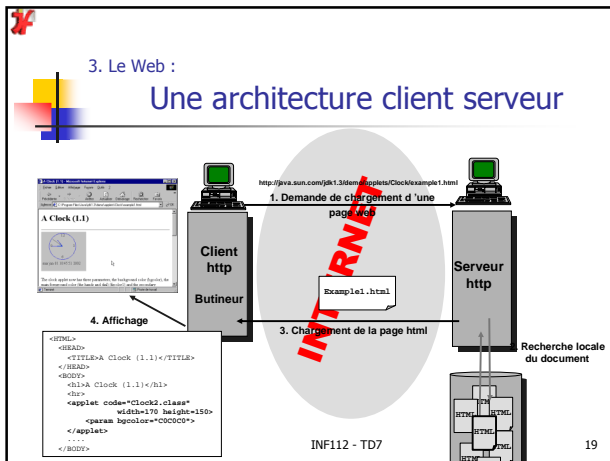 3. Le Web :
Une architecture client serveur
http://java.sun.com/jdk1.3/demo/applets/Clock/example1.html
1. Demande de chargement d 'une
page web
A Clock (1.1)
Client
http
Butineur
INTERNET
Serveur
http
Example1.html
4. Affichage
3. Chargement de la page html
Recherche locale
du document
<HTML>
<HEAD>
<TITLE>A Clock (1.1)</TITLE>
</HEAD>
<BODY>
<h1>A Clock (1.1)</h1>
<hr>
<applet code="Clock2.class"
width=170 height=150>
<param bgcolor="C0C0C0">
</applet>
....
</BODY>
HTML
HTML
HTML
INF112 - TD7
19